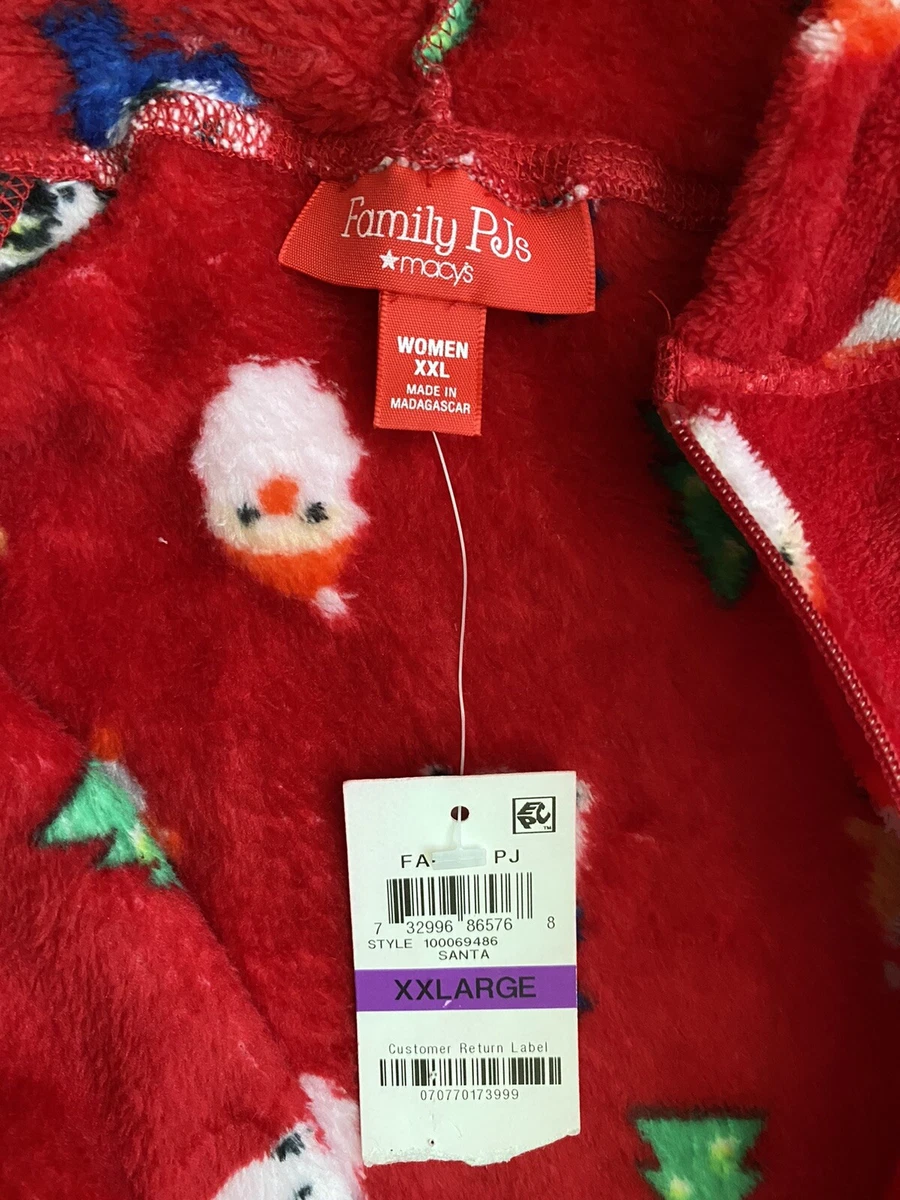 Family PJs
★macy's
WOMEN
XXL
MADE IN
MADAGASCAR
EPC™
PJ
7 32996 86576 8
STYLE 100069486
SANTA
XXLARGE
Customer Return Label
070770173999